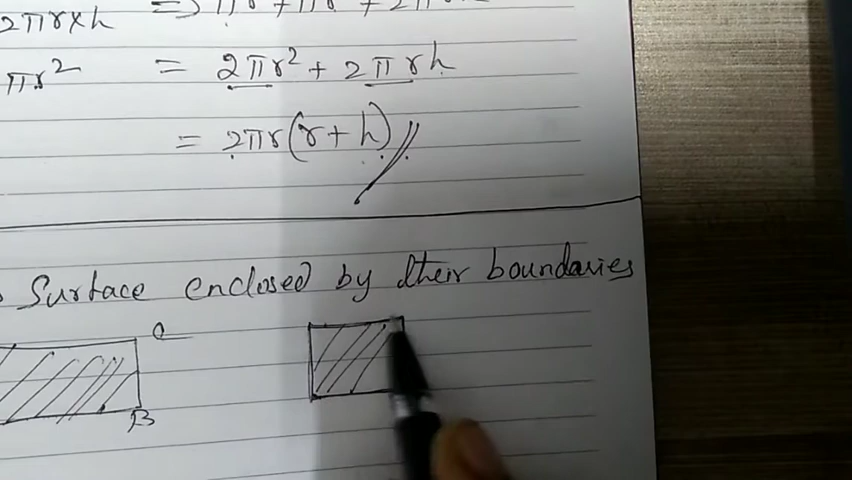 2πr×h
πr² = 2πr² + 2πrh
= 2πr(r+h)
Surface enclosed by their boundaries
B